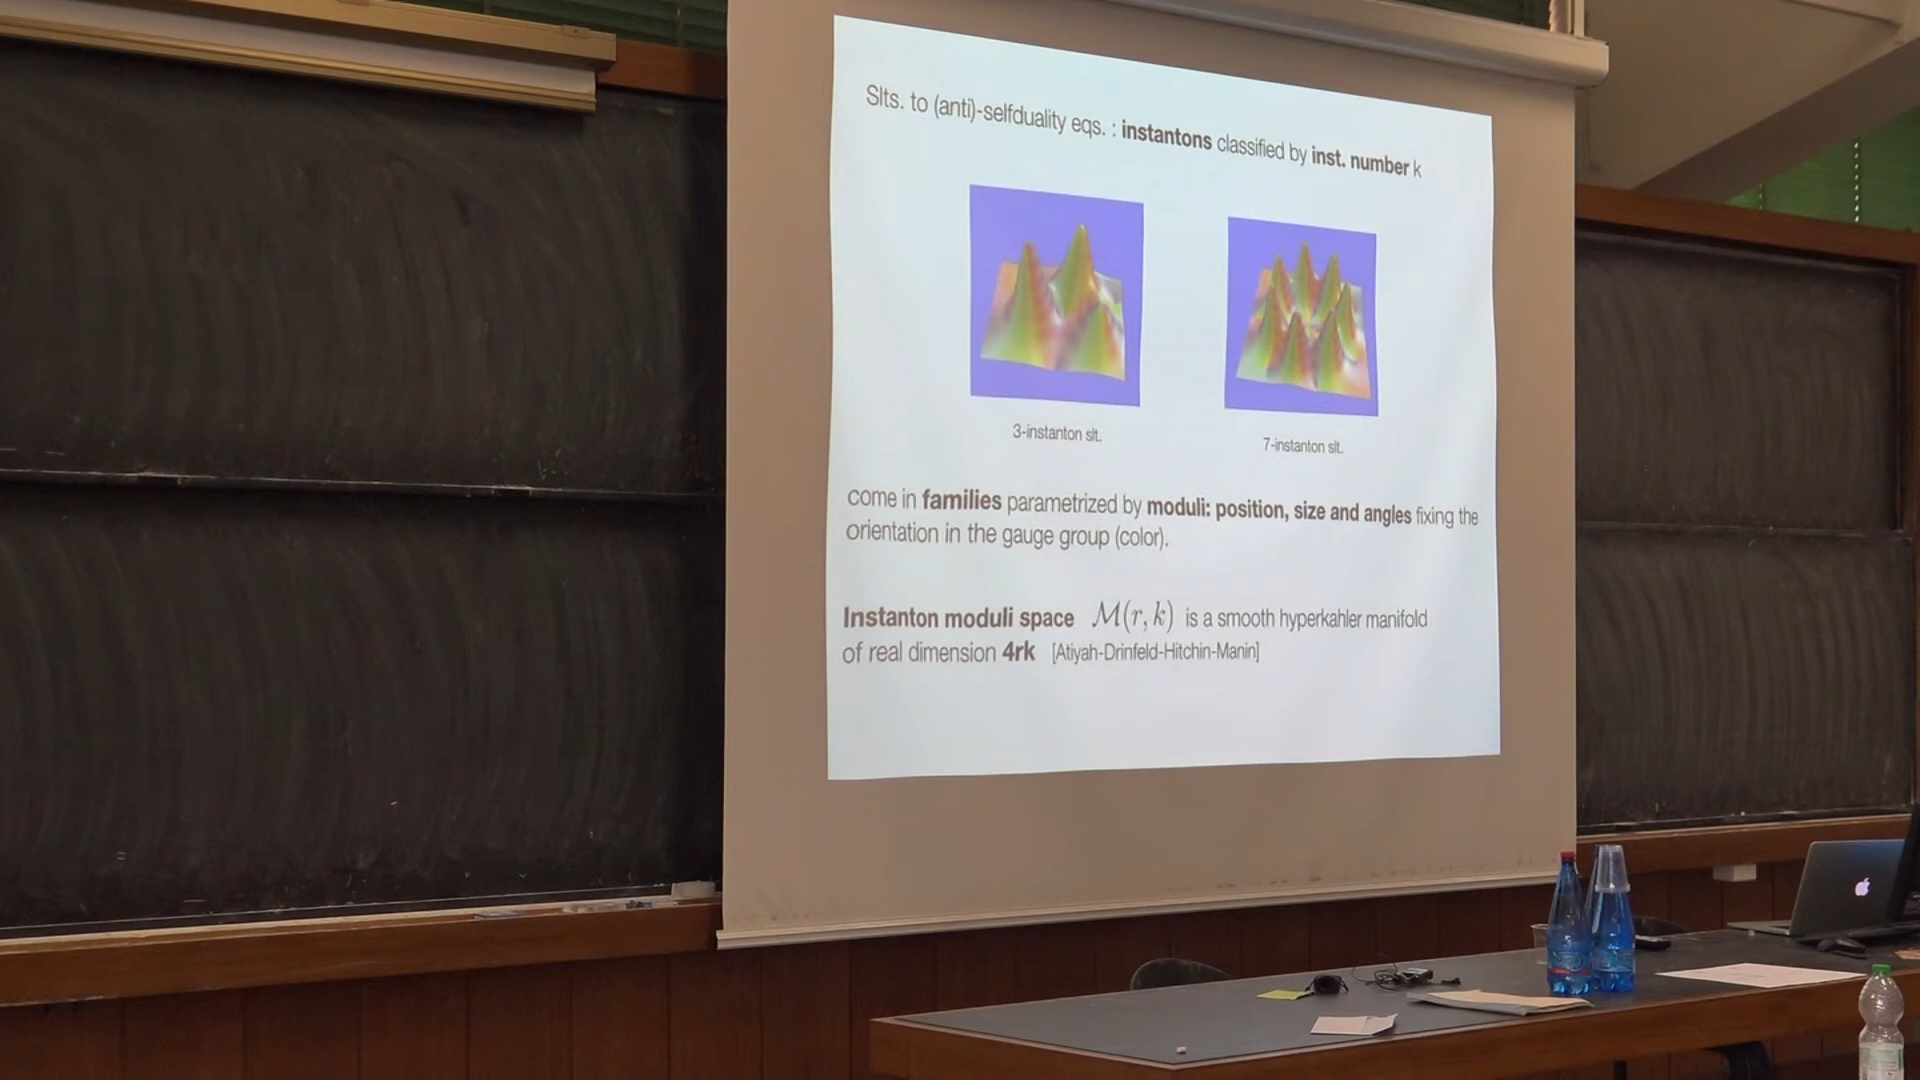 Slts. to (anti)-selfduality eqs. : instantons classified by inst. number k
3-instanton slt.
7-instanton slt.
come in families parametrized by moduli: position, size and angles fixing the
orientation in the gauge group (color).
Instanton moduli space M(r, k) is a smooth hyperkahler manifold
of real dimension 4rk [Atiyah-Drinfeld-Hitchin-Manin]